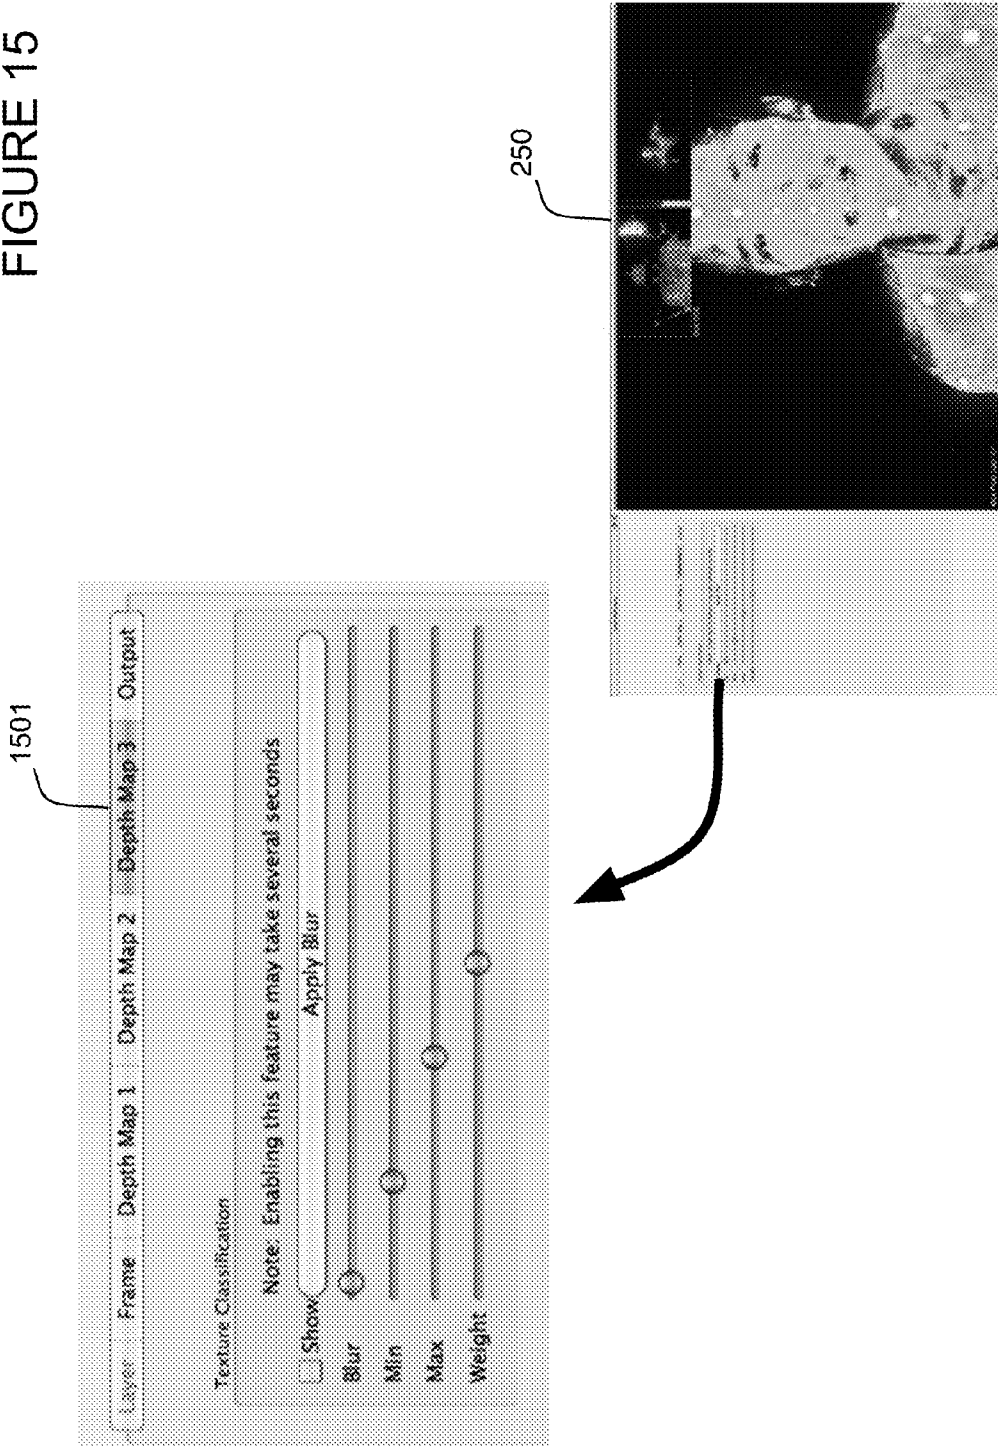 FIGURE 15
1501
Layer Frame Depth Map 1 Depth Map 2 Depth Map 3 Output
Texture Classification
Note: Enabling this feature may take several seconds
Show Apply Blur
Blur
Min
Max
Weight
250